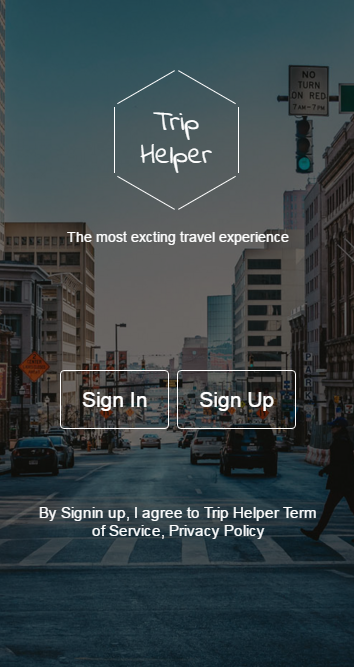 NO
TURN
ON RED
7AM-7PM
Trip
Helper
The most excting travel experience
PARK
Sign In
Sign Up
By Signin up, I agree to Trip Helper Term
of Service, Privacy Policy